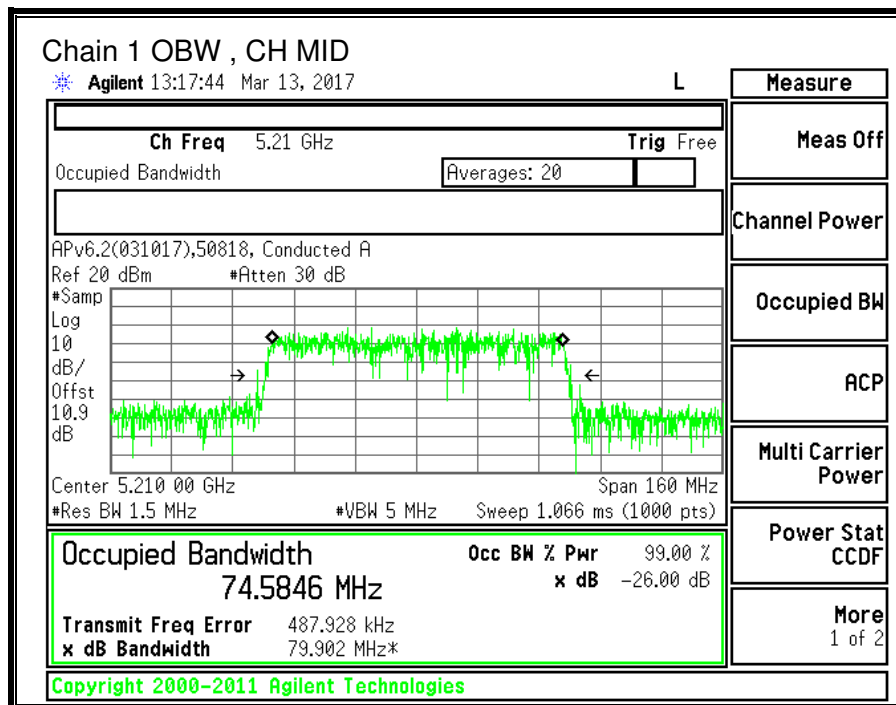 Chain 1 OBW , CH MID
Agilent 13:17:44 Mar 13, 2017 L
Measure
Ch Freq 5.21 GHz Trig Free
Meas Off
Occupied Bandwidth Averages: 20
Channel Power
APv6.2(031017),50818, Conducted A
Ref 20 dBm #Atten 30 dB
#Samp
Log
10
dB/
Offst
10.9
dB
Occupied BW
ACP
Multi Carrier
Power
Center 5.210 00 GHz Span 160 MHz
#Res BW 1.5 MHz #VBW 5 MHz Sweep 1.066 ms (1000 pts)
Power Stat
CCDF
Occupied Bandwidth Occ BW % Pwr 99.00 %
74.5846 MHz x dB -26.00 dB
Transmit Freq Error 487.928 kHz
x dB Bandwidth 79.902 MHz*
More
1 of 2
Copyright 2000-2011 Agilent Technologies